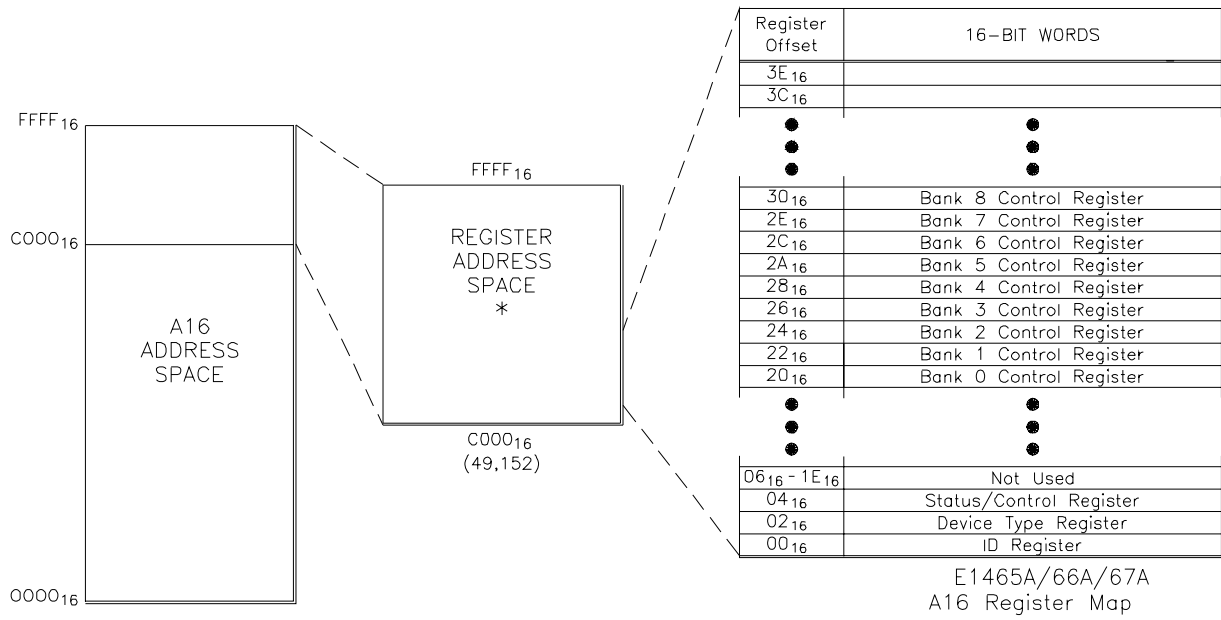 FFFF16
C00016
A16
ADDRESS
SPACE
000016
FFFF16
REGISTER
ADDRESS
SPACE
*
C00016
(49,152)
Register
Offset
16-BIT WORDS
3E16
3C16
3016 Bank 8 Control Register
2E16 Bank 7 Control Register
2C16 Bank 6 Control Register
2A16 Bank 5 Control Register
2816 Bank 4 Control Register
2616 Bank 3 Control Register
2416 Bank 2 Control Register
2216 Bank 1 Control Register
2016 Bank 0 Control Register
0616 - 1E16 Not Used
0416 Status/Control Register
0216 Device Type Register
0016 ID Register
E1465A/66A/67A
A16 Register Map